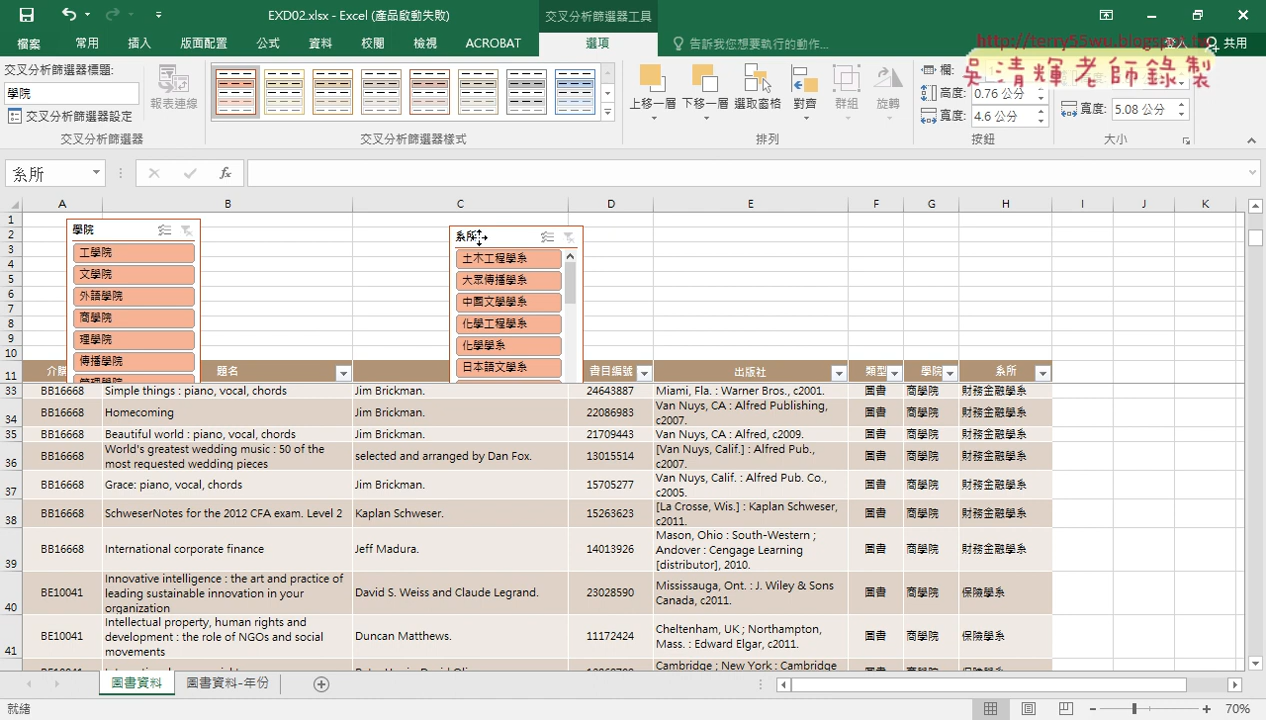 EXD02.xlsx - Excel (產品啟動失敗)
交叉分析篩選器工具
檔案 常用 插入 版面配置 公式 資料 校閱 檢視 ACROBAT 選項 告訴我您想要執行的動作... 登入 共用
http://terry55wu.blogspot.tw
吳清輝老師錄製
交叉分析篩選器標題:
學院
交叉分析篩選器設定
報表連線
上移一層 下移一層 選取窗格 對齊 群組 旋轉
欄:
高度: 0.76 公分
寬度: 4.6 公分
寬度: 5.08 公分
交叉分析篩選器 交叉分析篩選器樣式 排列 按鈕 大小
系所
fx
A B C D E F G H I J K
1
2
3
4
5
6
7
8
9
10
11
學院
工學院
文學院
外語學院
商學院
理學院
傳播學院
管理學院
系所
土木工程學系
大眾傳播學系
中國文學學系
化學工程學系
化學學系
日本語文學系
題名 書目編號 出版社 類型 學院 系所
33 BB16668 Simple things : piano, vocal, chords Jim Brickman. 24643887 Miami, Fla. : Warner Bros., c2001. 圖書 商學院 財務金融學系
34 BB16668 Homecoming Jim Brickman. 22086983 Van Nuys, CA : Alfred Publishing, c2007. 圖書 商學院 財務金融學系
35 BB16668 Beautiful world : piano, vocal, chords Jim Brickman. 21709443 Van Nuys, CA : Alfred, c2009. 圖書 商學院 財務金融學系
36 BB16668 World's greatest wedding music : 50 of the most requested wedding pieces selected and arranged by Dan Fox. 13015514 [Van Nuys, Calif.] : Alfred Pub., c2007. 圖書 商學院 財務金融學系
37 BB16668 Grace: piano, vocal, chords Jim Brickman. 15705277 Van Nuys, Calif. : Alfred Pub. Co., c2005. 圖書 商學院 財務金融學系
38 BB16668 SchweserNotes for the 2012 CFA exam. Level 2 Kaplan Schweser. 15263623 [La Crosse, Wis.] : Kaplan Schweser, c2011. 圖書 商學院 財務金融學系
39 BB16668 International corporate finance Jeff Madura. 14013926 Mason, Ohio : South-Western ; Andover : Cengage Learning [distributor], 2010. 圖書 商學院 財務金融學系
40 BE10041 Innovative intelligence : the art and practice of leading sustainable innovation in your organization David S. Weiss and Claude Legrand. 23028590 Mississauga, Ont. : J. Wiley & Sons Canada, c2011. 圖書 商學院 保險學系
41 BE10041 Intellectual property, human rights and development : the role of NGOs and social movements Duncan Matthews. 11172424 Cheltenham, UK ; Northampton, Mass. : Edward Elgar, c2011. 圖書 商學院 保險學系
Cambridge ; New York : Cambridge
圖書資料 圖書資料-年份
就緒 70%